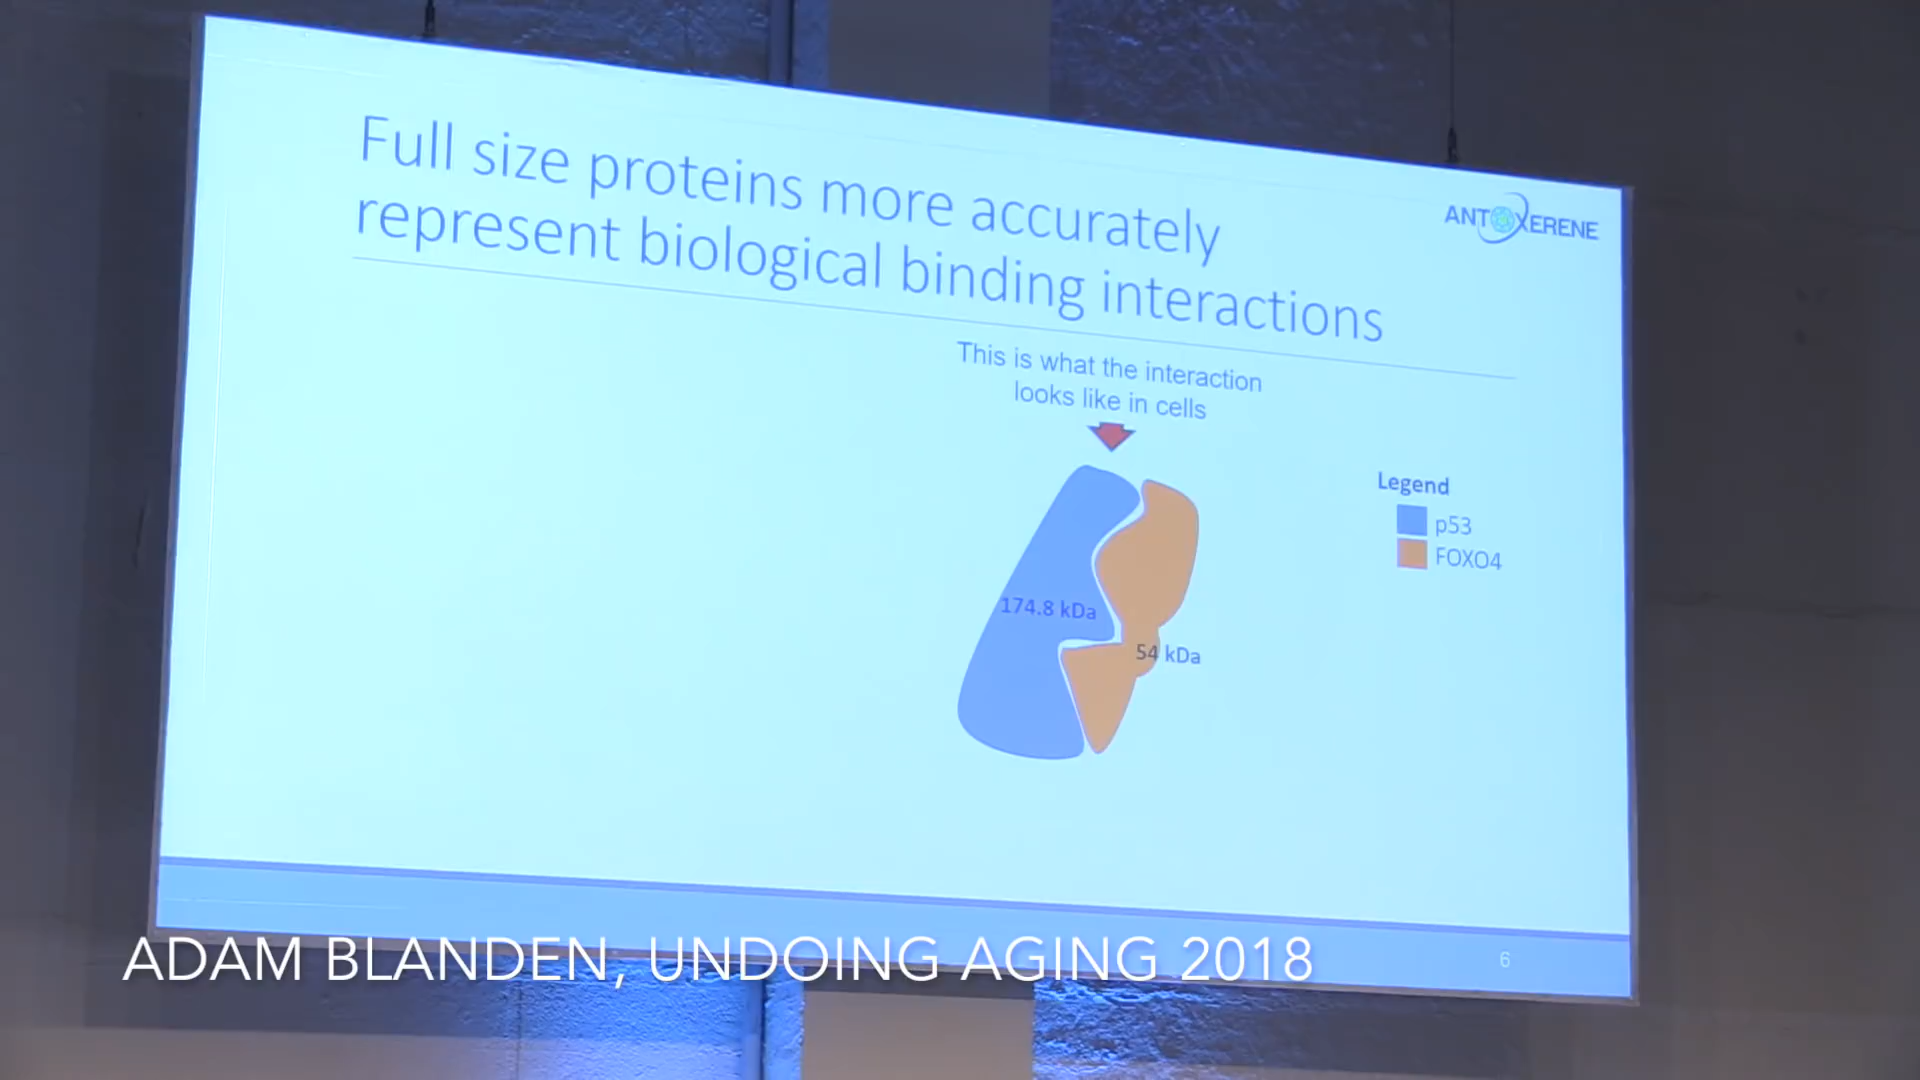 Full size proteins more accurately
represent biological binding interactions
ANTOXERENE
This is what the interaction
looks like in cells
Legend
p53
FOXO4
174.8 kDa
54 kDa
6
ADAM BLANDEN, UNDOING AGING 2018